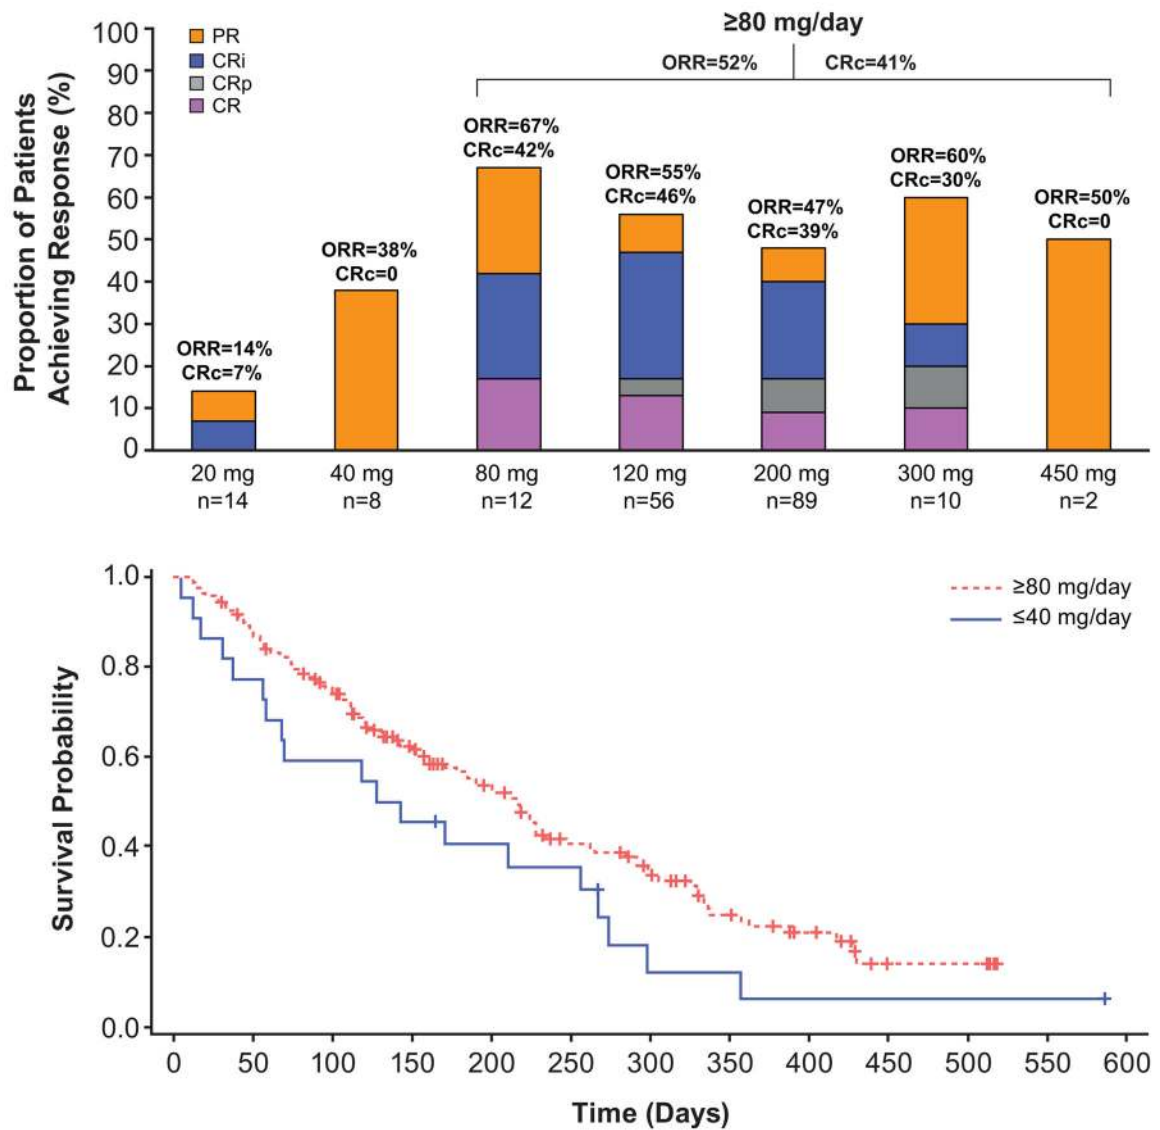 Proportion of Patients
Achieving Response (%)
100
90
80
70
60
50
40
30
20
10
0
PR
CRi
CRp
CR
≥80 mg/day
ORR=52% CRc=41%
ORR=14%
CRc=7%
ORR=38%
CRc=0
ORR=67%
CRc=42%
ORR=55%
CRc=46%
ORR=47%
CRc=39%
ORR=60%
CRc=30%
ORR=50%
CRc=0
20 mg 40 mg 80 mg 120 mg 200 mg 300 mg 450 mg
n=14 n=8 n=12 n=56 n=89 n=10 n=2
Survival Probability
1.0
0.8
0.6
0.4
0.2
0.0
≥80 mg/day
≤40 mg/day
0 50 100 150 200 250 300 350 400 450 500 550 600
Time (Days)